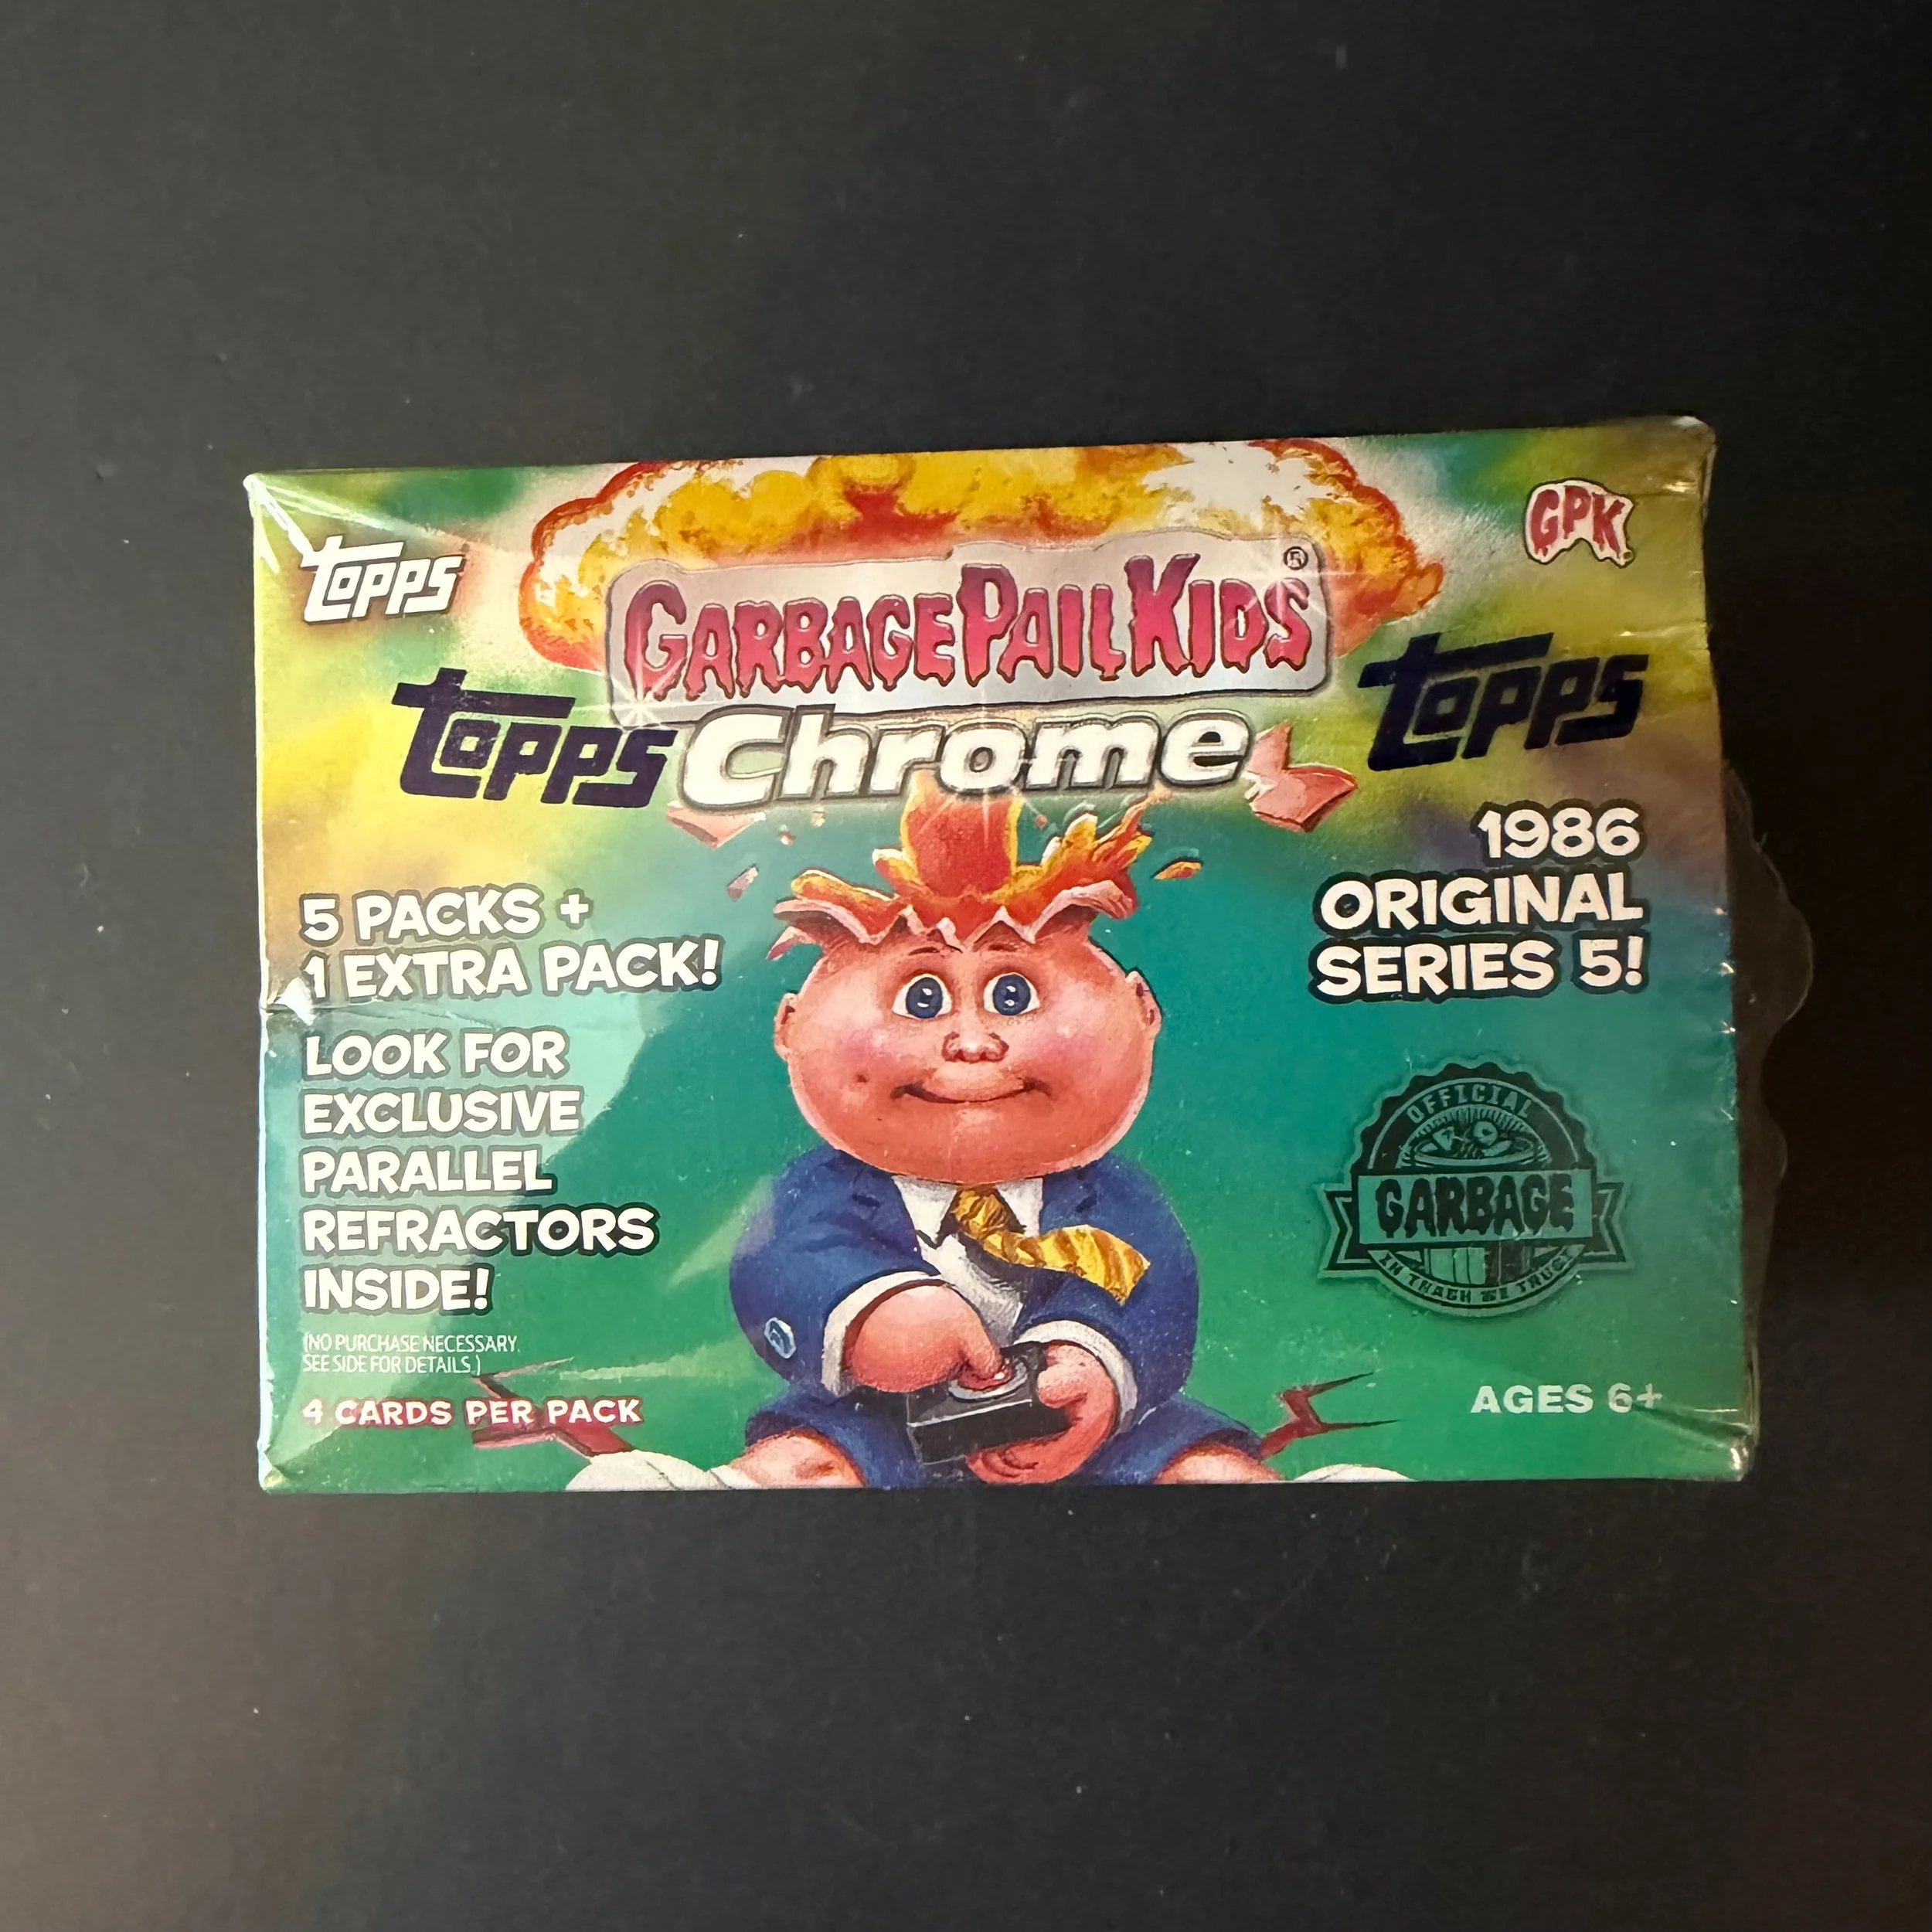 TOPPS
GPK
GARBAGE PAIL KIDS®
TOPPS Chrome
TOPPS
1986
ORIGINAL
SERIES 5!
5 PACKS +
1 EXTRA PACK!
LOOK FOR
EXCLUSIVE
PARALLEL
REFRACTORS
INSIDE!
(NO PURCHASE NECESSARY.
SEE SIDE FOR DETAILS.)
4 CARDS PER PACK
OFFICIAL
GARBAGE
IN TRASH WE TRUST
AGES 6+